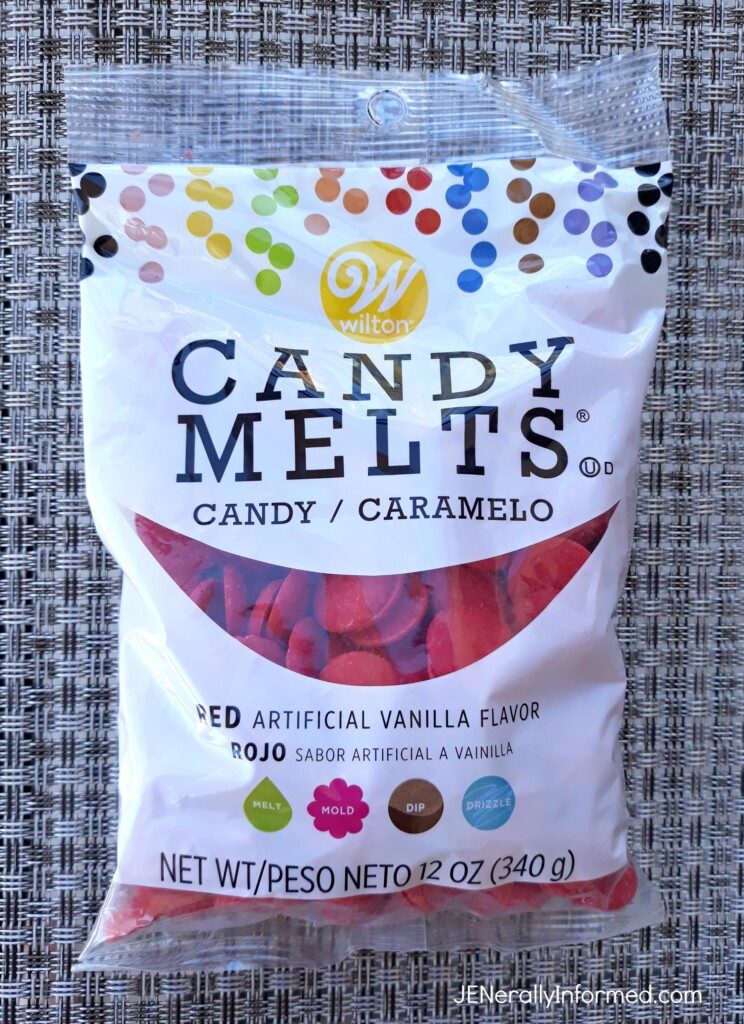 W
wilton®
CANDY
MELTS®
U D
CANDY / CARAMELO
RED ARTIFICIAL VANILLA FLAVOR
ROJO SABOR ARTIFICIAL A VAINILLA
MELT MOLD DIP DRIZZLE
NET WT/PESO NETO 12 OZ (340 g)
JENerallyInformed.com